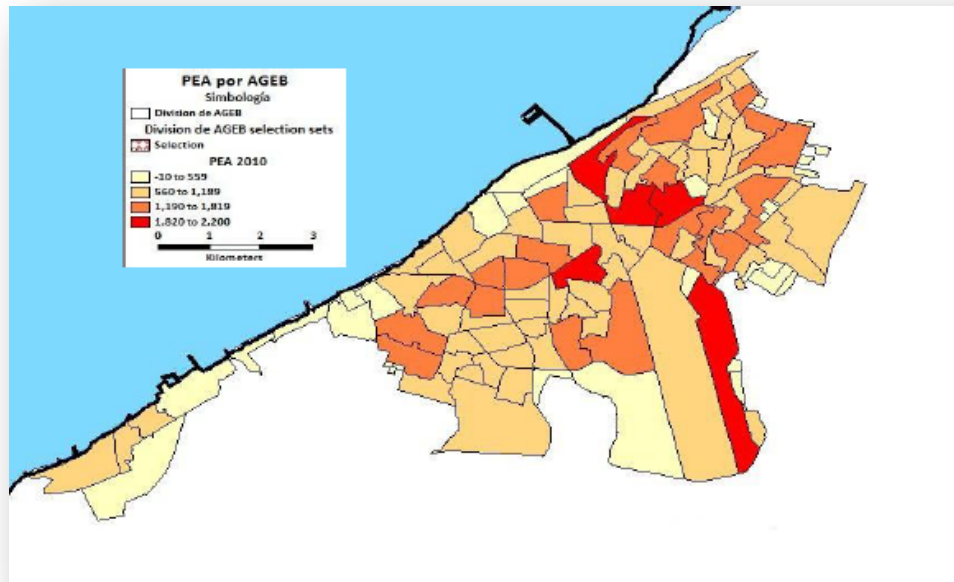 PEA por AGEB
Simbología
Division de AGEB
Division de AGEB selection sets
Selection
PEA 2010
-10 to 559
560 to 1,189
1,190 to 1,819
1,820 to 2,200
0 1 2 3
Kilometers